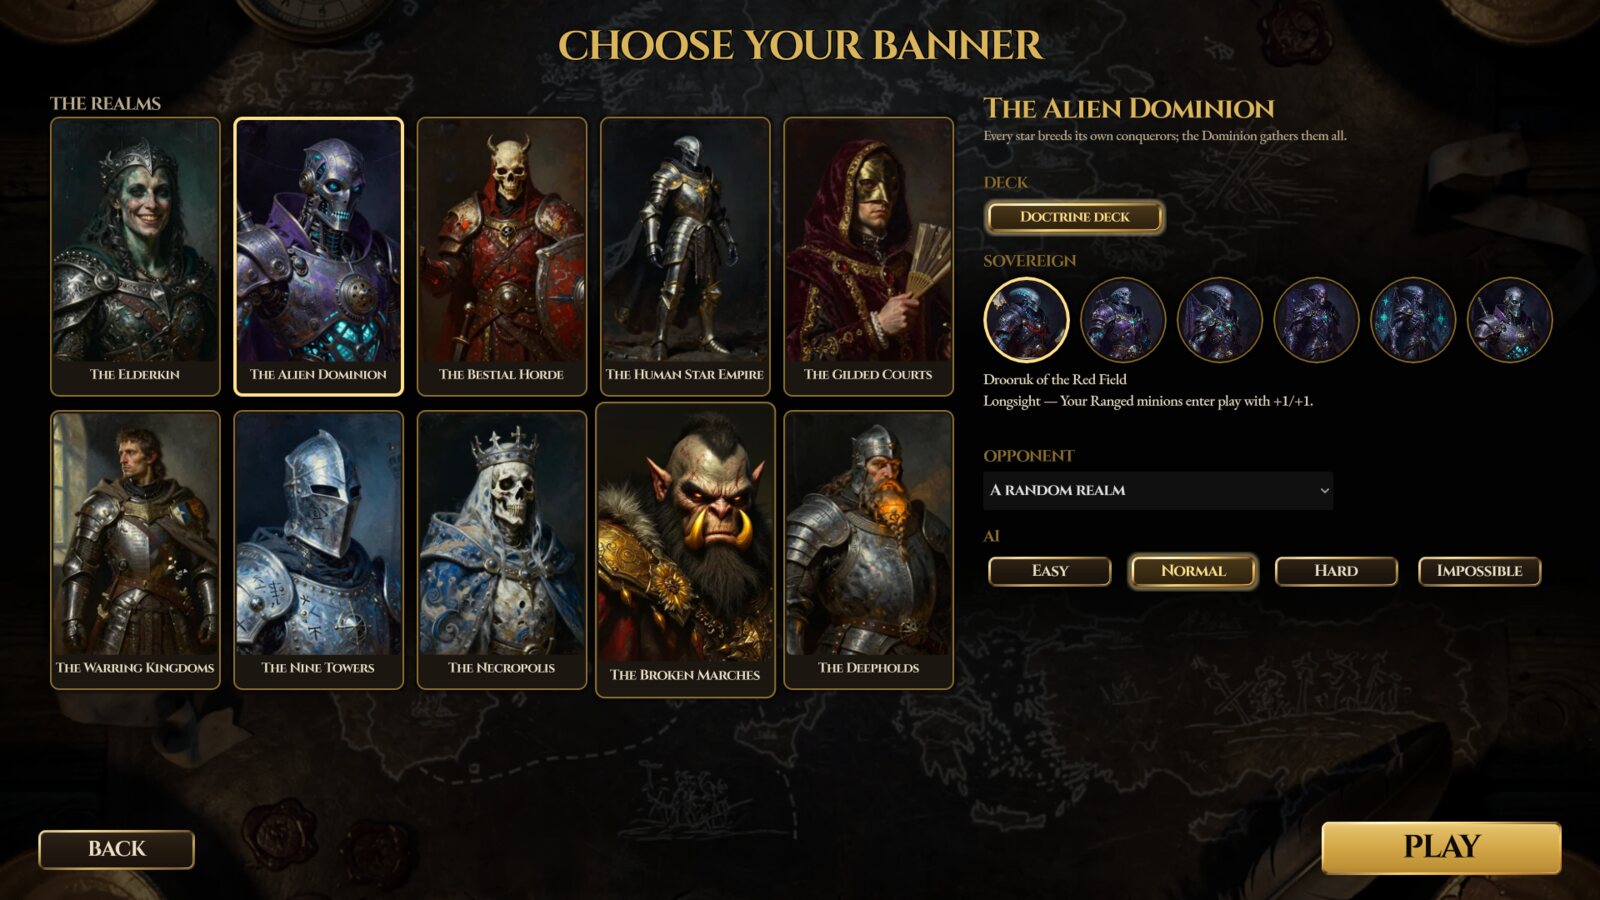 CHOOSE YOUR BANNER
THE REALMS
THE ELDERKIN
THE ALIEN DOMINION
THE BESTIAL HORDE
THE HUMAN STAR EMPIRE
THE GILDED COURTS
THE WARRING KINGDOMS
THE NINE TOWERS
THE NECROPOLIS
THE BROKEN MARCHES
THE DEEPHOLDS
THE ALIEN DOMINION
Every star breeds its own conquerors; the Dominion gathers them all.
DECK
DOCTRINE DECK
SOVEREIGN
Drooruk of the Red Field
Longsight — Your Ranged minions enter play with +1/+1.
OPPONENT
A RANDOM REALM
AI
EASY
NORMAL
HARD
IMPOSSIBLE
BACK
PLAY